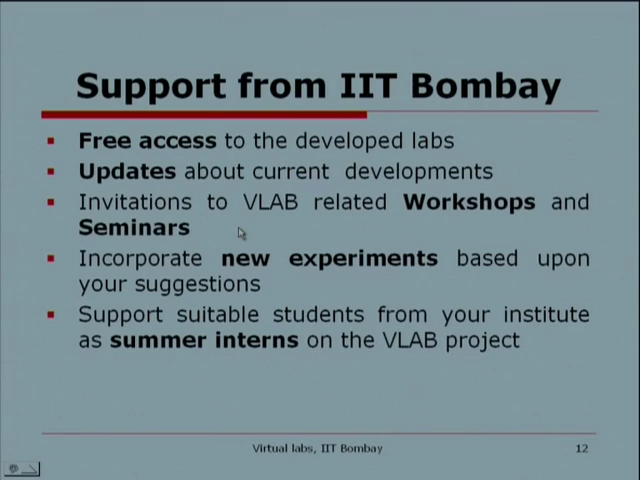 Support from IIT Bombay
Free access to the developed labs
Updates about current developments
Invitations to VLAB related Workshops and
Seminars
Incorporate new experiments based upon
your suggestions
Support suitable students from your institute
as summer interns on the VLAB project
Virtual labs, IIT Bombay
12